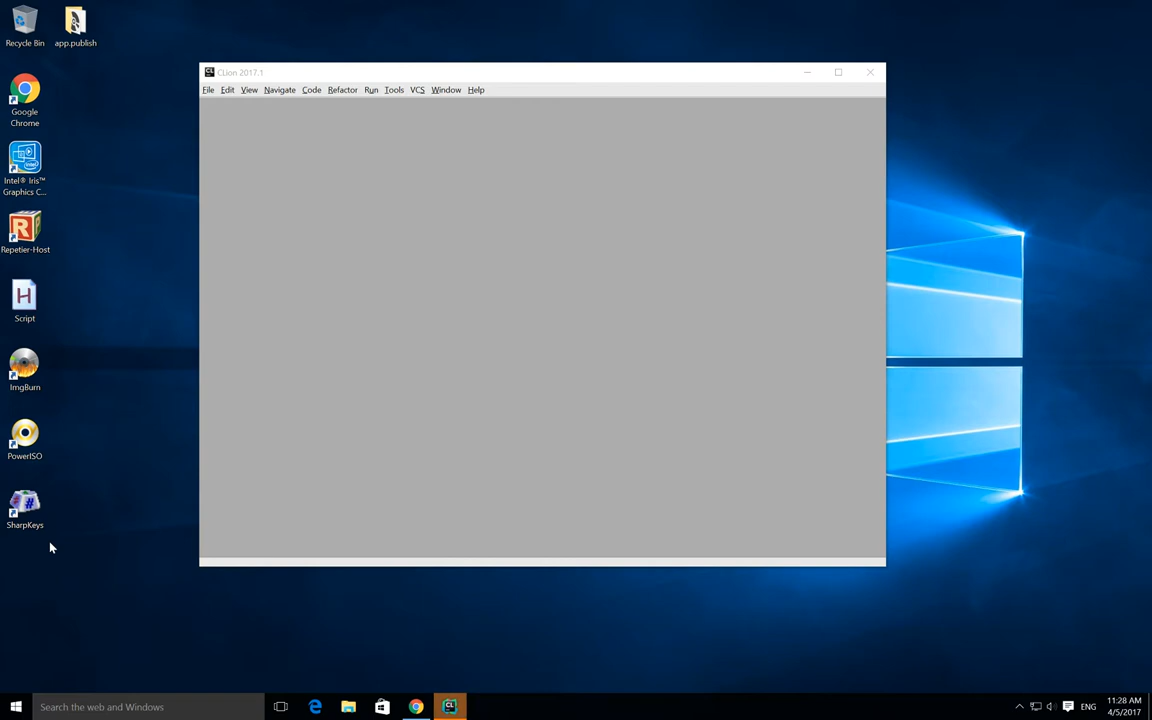 Recycle Bin
app.publish
Google
Chrome
Intel® Iris™
Graphics C...
Repetier-Host
H
Script
ImgBurn
PowerISO
#
SharpKeys
CL
CLion 2017.1
File Edit View Navigate Code Refactor Run Tools VCS Window Help
Search the web and Windows
CL
ENG
11:28 AM
4/5/2017